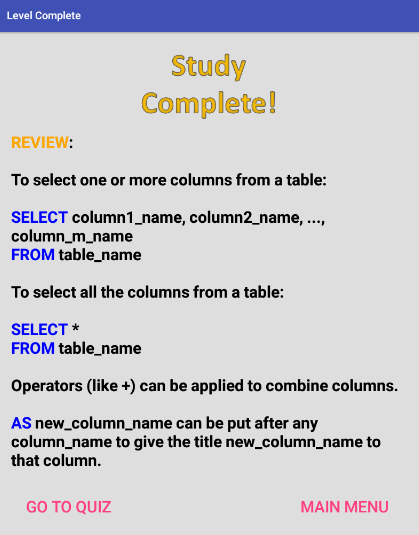 Level Complete
Study
Complete!
REVIEW:
To select one or more columns from a table:
SELECT column1_name, column2_name, ...,
column_m_name
FROM table_name
To select all the columns from a table:
SELECT *
FROM table_name
Operators (like +) can be applied to combine columns.
AS new_column_name can be put after any
column_name to give the title new_column_name to
that column.
GO TO QUIZ
MAIN MENU